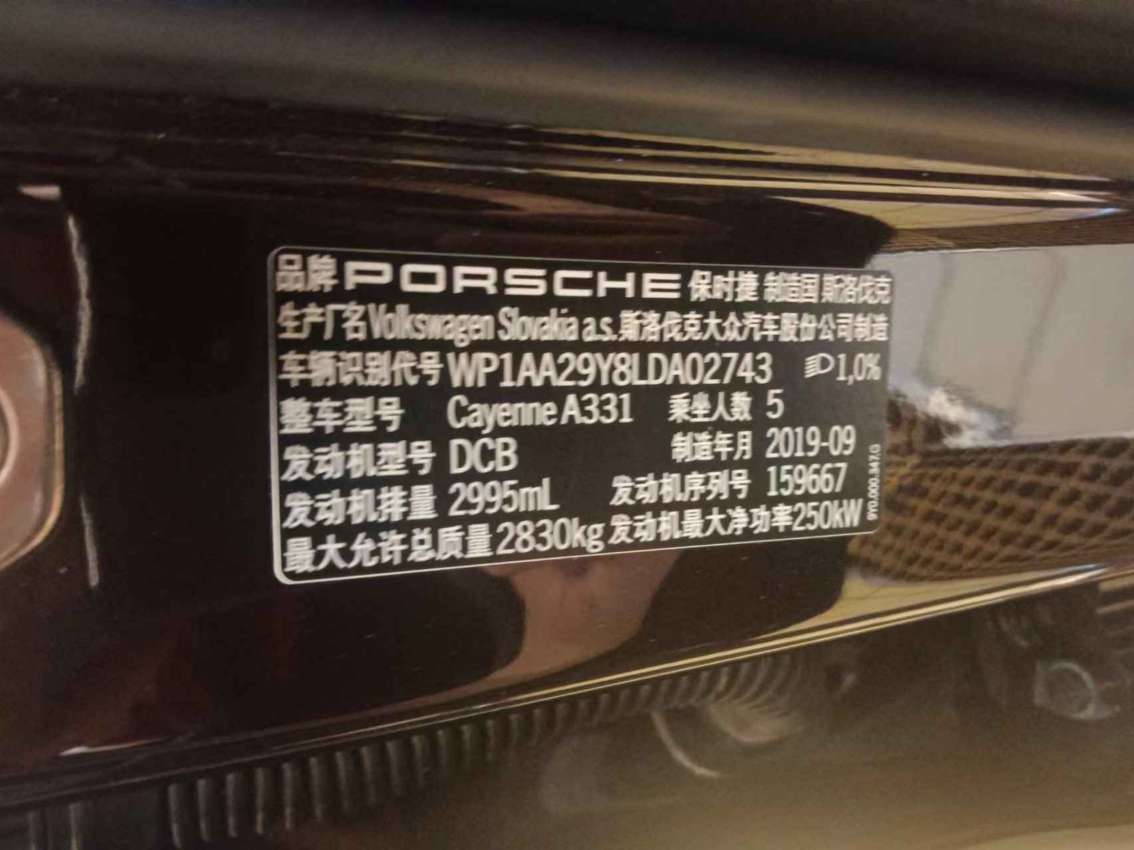 品牌 PORSCHE 保时捷 制造国 斯洛伐克
生产厂名 Volkswagen Slovakia a.s. 斯洛伐克大众汽车股份公司制造
车辆识别代号 WP1AA29Y8LDA02743 1,0%
整车型号 Cayenne A331 乘坐人数 5
发动机型号 DCB 制造年月 2019-09
发动机排量 2995mL 发动机序列号 159667
最大允许总质量 2830kg 发动机最大净功率 250kW
9Y0.000.347.G